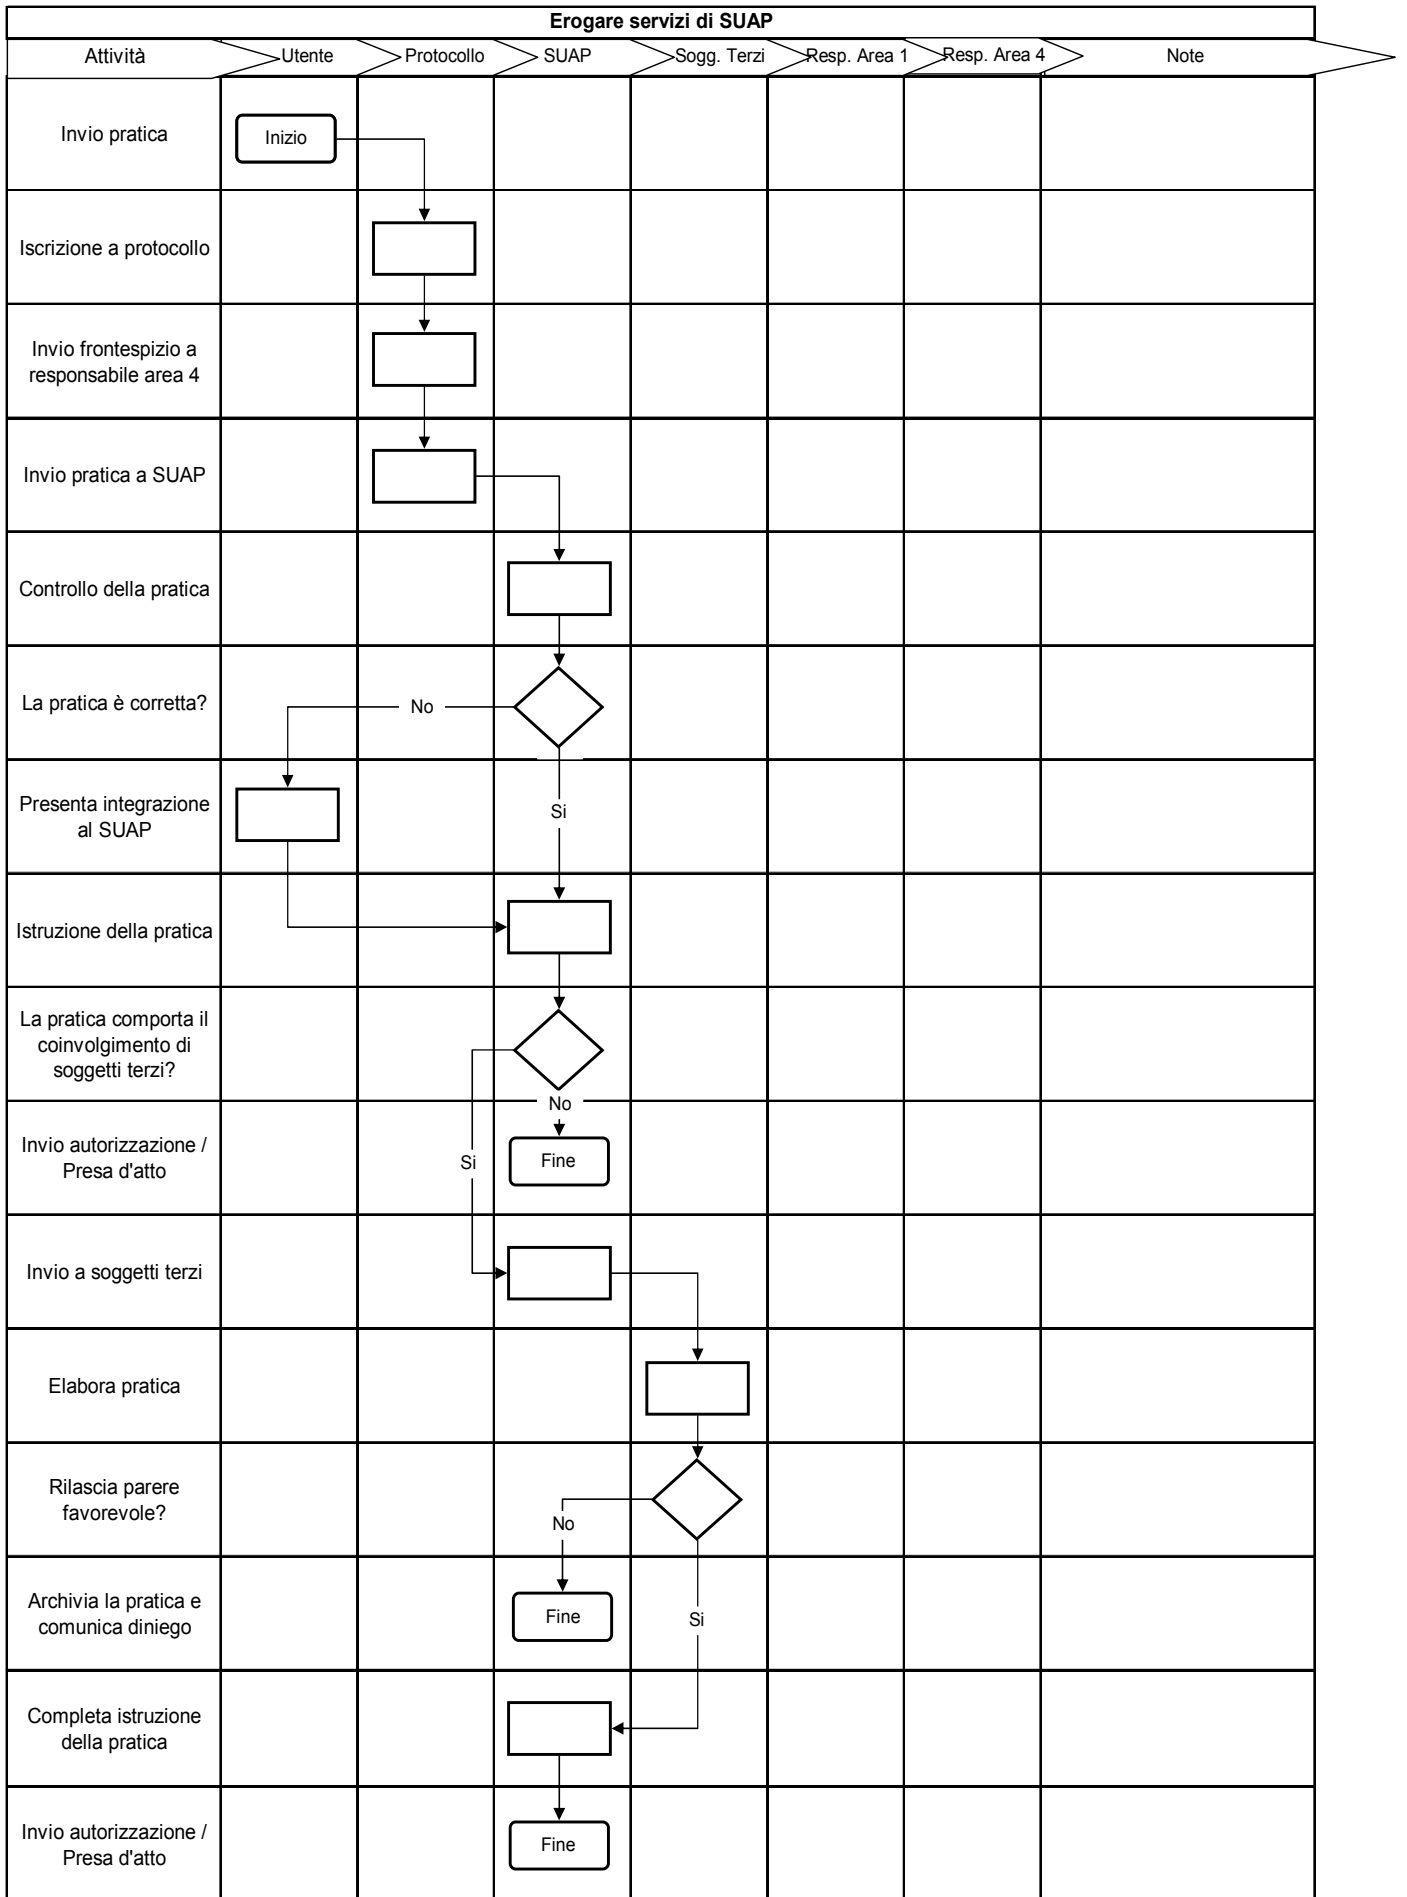 Erogare servizi di SUAP
Attività
Utente
Protocollo
SUAP
Sogg. Terzi
Resp. Area 1
Resp. Area 4
Note
Invio pratica
Inizio
Iscrizione a protocollo
Invio frontespizio a
responsabile area 4
Invio pratica a SUAP
Controllo della pratica
La pratica è corretta?
No
Presenta integrazione
al SUAP
Si
Istruzione della pratica
La pratica comporta il
coinvolgimento di
soggetti terzi?
No
Invio autorizzazione /
Presa d'atto
Si
Fine
Invio a soggetti terzi
Elabora pratica
Rilascia parere
favorevole?
No
Archivia la pratica e
comunica diniego
Fine
Si
Completa istruzione
della pratica
Invio autorizzazione /
Presa d'atto
Fine